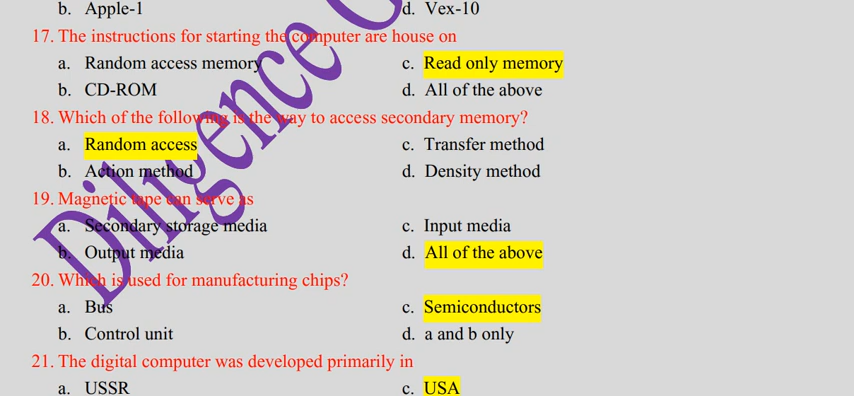 b. Apple-1 d. Vex-10
17. The instructions for starting the computer are house on
a. Random access memory c. Read only memory
b. CD-ROM d. All of the above
18. Which of the following is the way to access secondary memory?
a. Random access c. Transfer method
b. Action method d. Density method
19. Magnetic tape can serve as
a. Secondary storage media c. Input media
b. Output media d. All of the above
20. Which is used for manufacturing chips?
a. Bus c. Semiconductors
b. Control unit d. a and b only
21. The digital computer was developed primarily in
a. USSR c. USA
Diligence